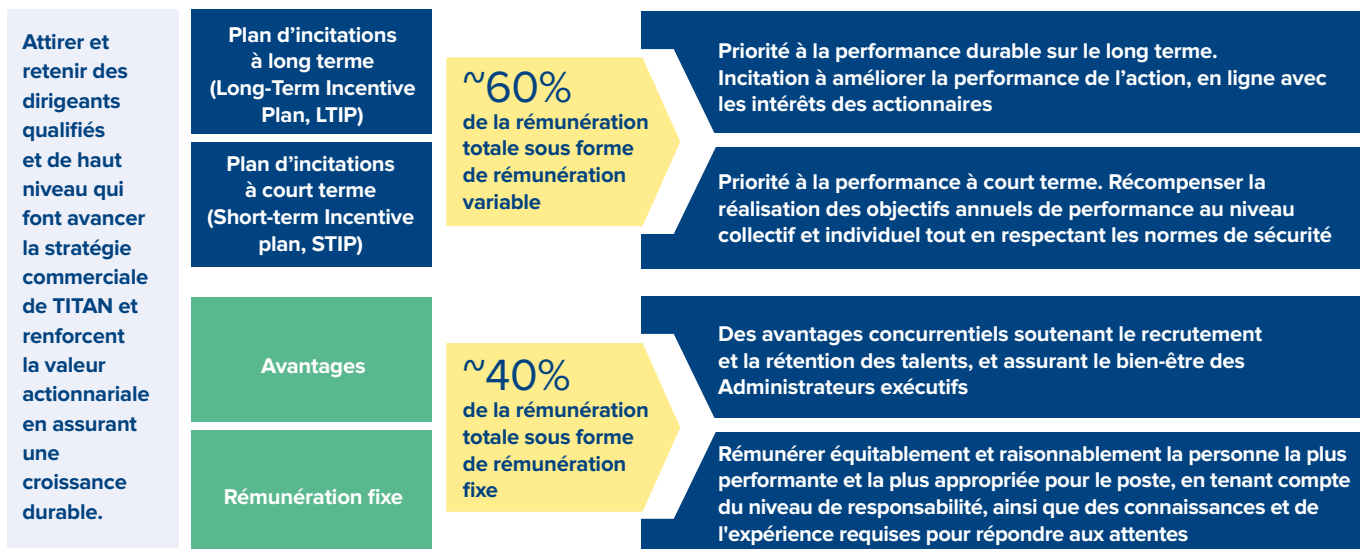 Attirer et
retenir des
dirigeants
qualifiés
et de haut
niveau qui
font avancer
la stratégie
commerciale
de TITAN et
renforcent
la valeur
actionnariale
en assurant
une
croissance
durable.
Plan d’incitations
à long terme
(Long-Term Incentive
Plan, LTIP)
Plan d’incitations
à court terme
(Short-term Incentive
plan, STIP)
~60%
de la rémunération
totale sous forme
de rémunération
variable
Priorité à la performance durable sur le long terme.
Incitation à améliorer la performance de l’action, en ligne avec
les intérêts des actionnaires
Priorité à la performance à court terme. Récompenser la
réalisation des objectifs annuels de performance au niveau
collectif et individuel tout en respectant les normes de sécurité
Avantages
Rémunération fixe
~40%
de la rémunération
totale sous forme
de rémunération
fixe
Des avantages concurrentiels soutenant le recrutement
et la rétention des talents, et assurant le bien-être des
Administrateurs exécutifs
Rémunérer équitablement et raisonnablement la personne la plus
performante et la plus appropriée pour le poste, en tenant compte
du niveau de responsabilité, ainsi que des connaissances et de
l'expérience requises pour répondre aux attentes